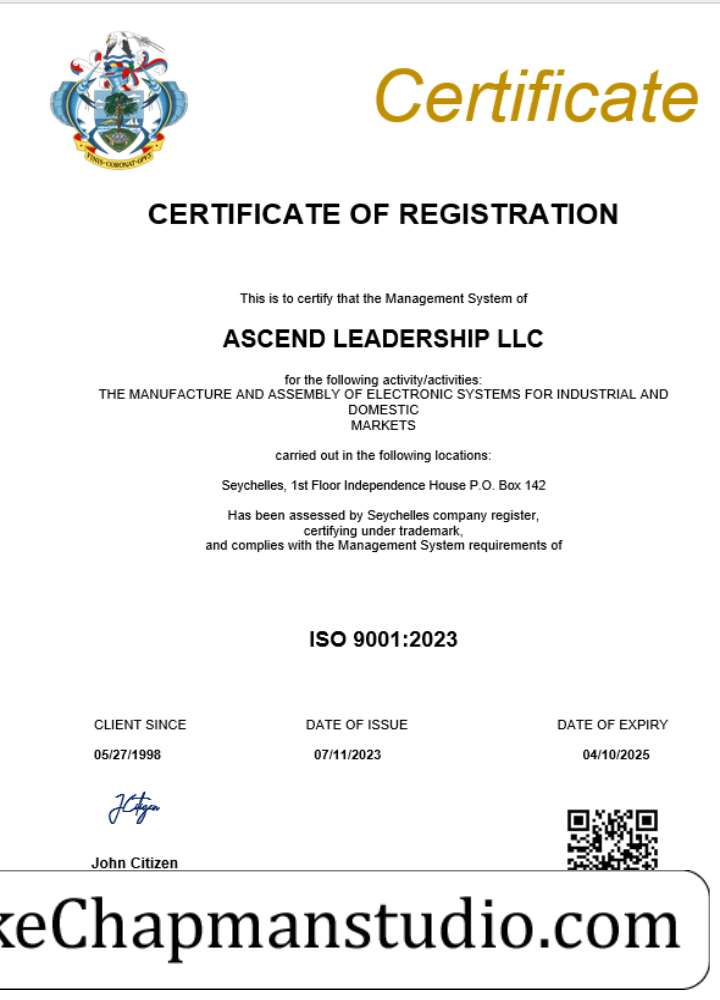 FINIS·CORONAT·OPUS
Certificate
CERTIFICATE OF REGISTRATION
This is to certify that the Management System of
ASCEND LEADERSHIP LLC
for the following activity/activities:
THE MANUFACTURE AND ASSEMBLY OF ELECTRONIC SYSTEMS FOR INDUSTRIAL AND
DOMESTIC
MARKETS
carried out in the following locations:
Seychelles, 1st Floor Independence House P.O. Box 142
Has been assessed by Seychelles company register,
certifying under trademark,
and complies with the Management System requirements of
ISO 9001:2023
CLIENT SINCE DATE OF ISSUE DATE OF EXPIRY
05/27/1998 07/11/2023 04/10/2025
JCitizen
John Citizen
keChapmanstudio.com